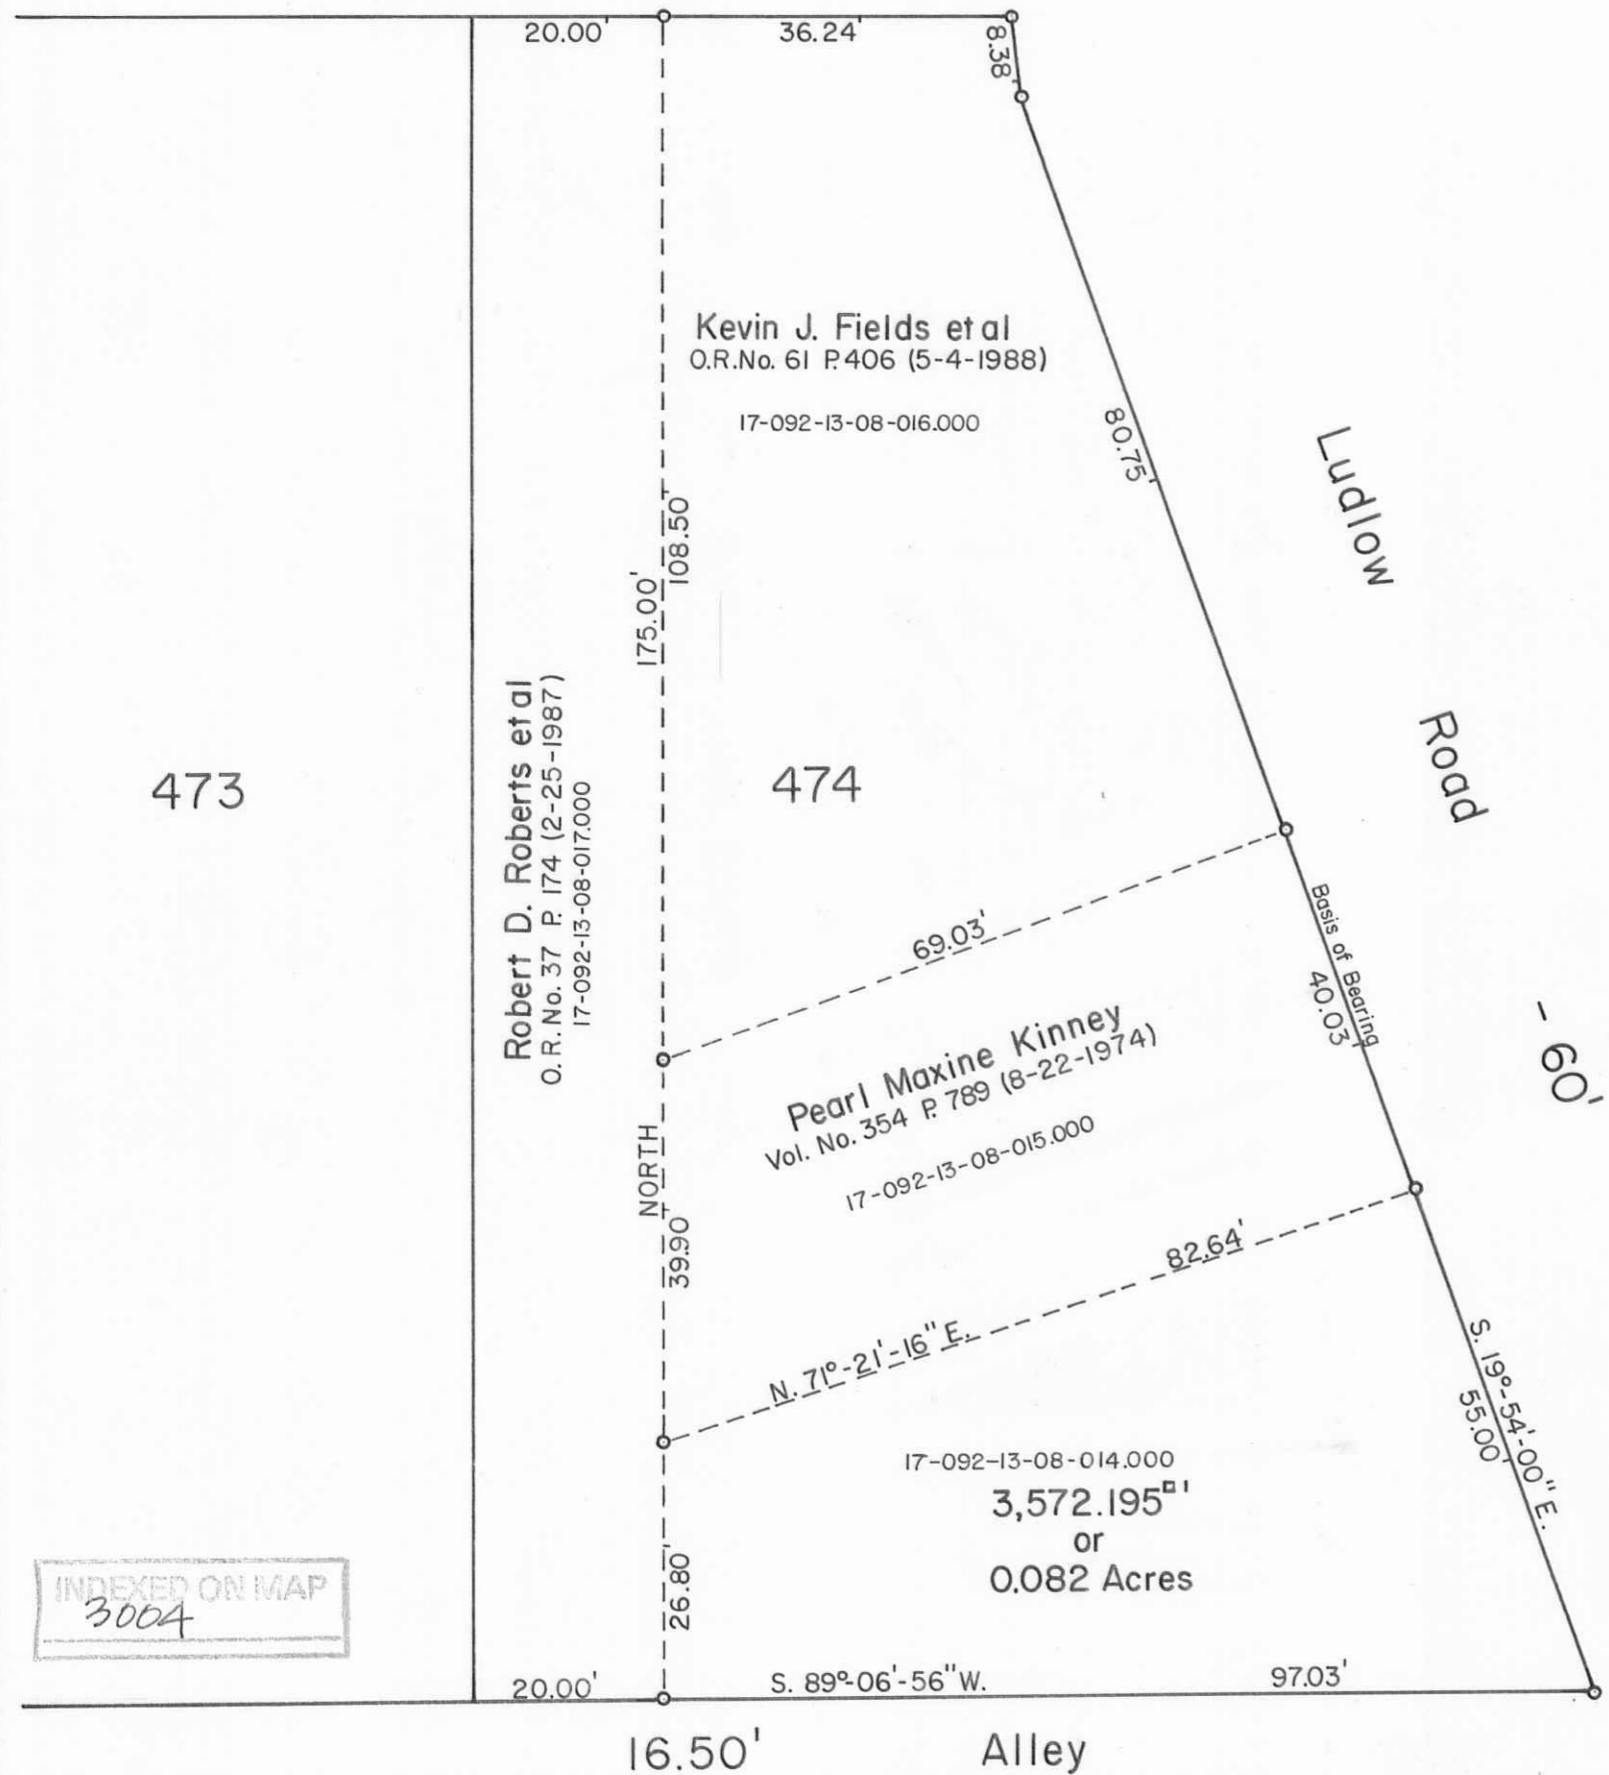 20.00'
36.24'
8.38'
Kevin J. Fields et al
O.R.No. 61 P.406 (5-4-1988)
17-092-13-08-016.000
80.75'
Ludlow
Road
- 60'
108.50'
175.00'
473
Robert D. Roberts et al
O.R.No. 37 P. 174 (2-25-1987)
17-092-13-08-017.000
474
69.03'
Basis of Bearing
40.03'
Pearl Maxine Kinney
Vol. No. 354 P. 789 (8-22-1974)
17-092-13-08-015.000
NORTH
39.90'
82.64'
N. 71°-21'-16" E.
S. 19°-54'-00" E.
55.00'
17-092-13-08-014.000
3,572.195□'
or
0.082 Acres
INDEXED ON MAP
3004
26.80'
20.00'
S. 89°-06'-56" W.
97.03'
16.50' Alley